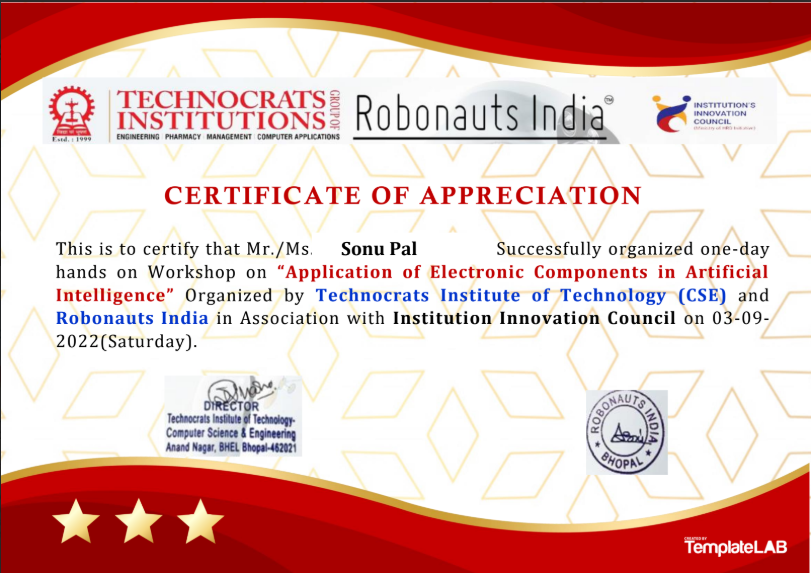 TECHNOCRATS
INSTITUTIONS
GROUP OF
ENGINEERING PHARMACY MANAGEMENT COMPUTER APPLICATIONS
Estd. : 1999
Robonauts India
TM
INSTITUTION'S
INNOVATION
COUNCIL
CERTIFICATE OF APPRECIATION
This is to certify that Mr./Ms. Sonu Pal Successfully organized one-day
hands on Workshop on “Application of Electronic Components in Artificial
Intelligence” Organized by Technocrats Institute of Technology (CSE) and
Robonauts India in Association with Institution Innovation Council on 03-09-
2022(Saturday).
DIRECTOR
Technocrats Institute of Technology-
Computer Science & Engineering
Anand Nagar, BHEL Bhopal-462021
ROBONAUTS INDIA
BHOPAL
CREATED BY
TemplateLAB